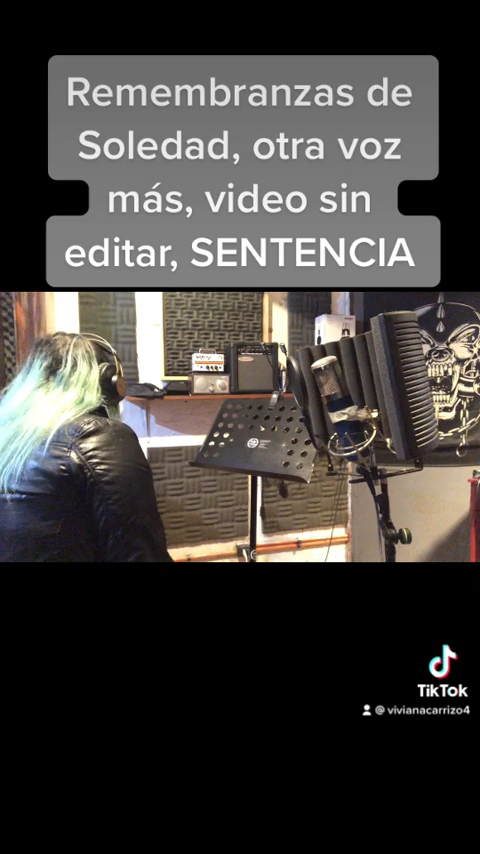 Remembranzas de
Soledad, otra voz
más, video sin
editar, SENTENCIA
TikTok
@ vivianacarrizo4